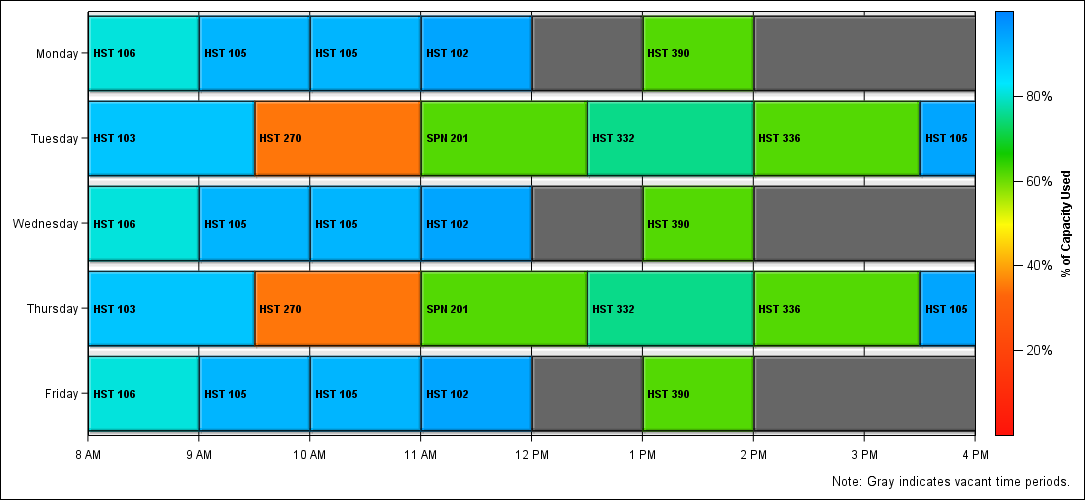 Monday HST 106 HST 105 HST 105 HST 102 HST 390
Tuesday HST 103 HST 270 SPN 201 HST 332 HST 336 HST 105
Wednesday HST 106 HST 105 HST 105 HST 102 HST 390
Thursday HST 103 HST 270 SPN 201 HST 332 HST 336 HST 105
Friday HST 106 HST 105 HST 105 HST 102 HST 390
8 AM 9 AM 10 AM 11 AM 12 PM 1 PM 2 PM 3 PM 4 PM
80%
60%
40%
20%
% of Capacity Used
Note: Gray indicates vacant time periods.